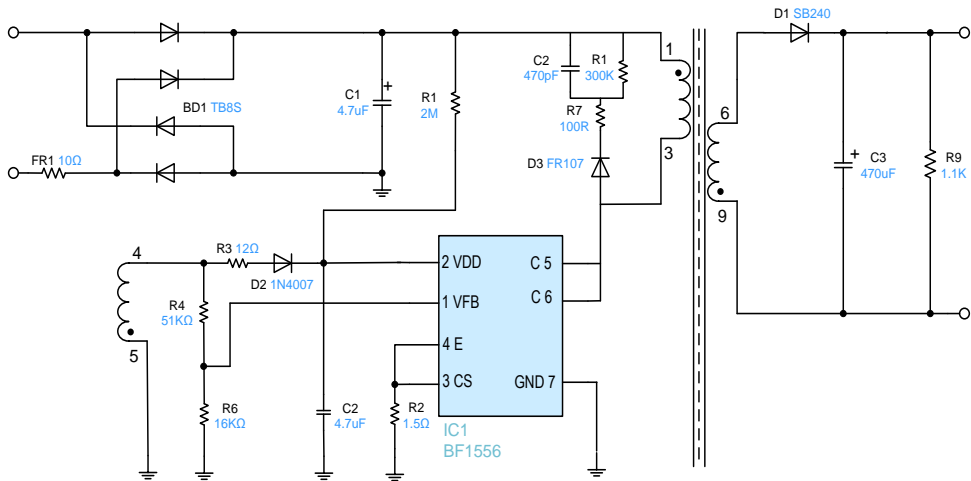 D1 SB240
BD1 TB8S
FR1 10Ω
C1
4.7uF
R1
2M
C2
470pF
R1
300K
R7
100R
D3 FR107
1
3
6
9
C3
470uF
R9
1.1K
4
5
R3 12Ω
D2 1N4007
R4
51KΩ
R6
16KΩ
C2
4.7uF
R2
1.5Ω
2 VDD
1 VFB
4 E
3 CS
C 5
C 6
GND 7
IC1
BF1556
+
+